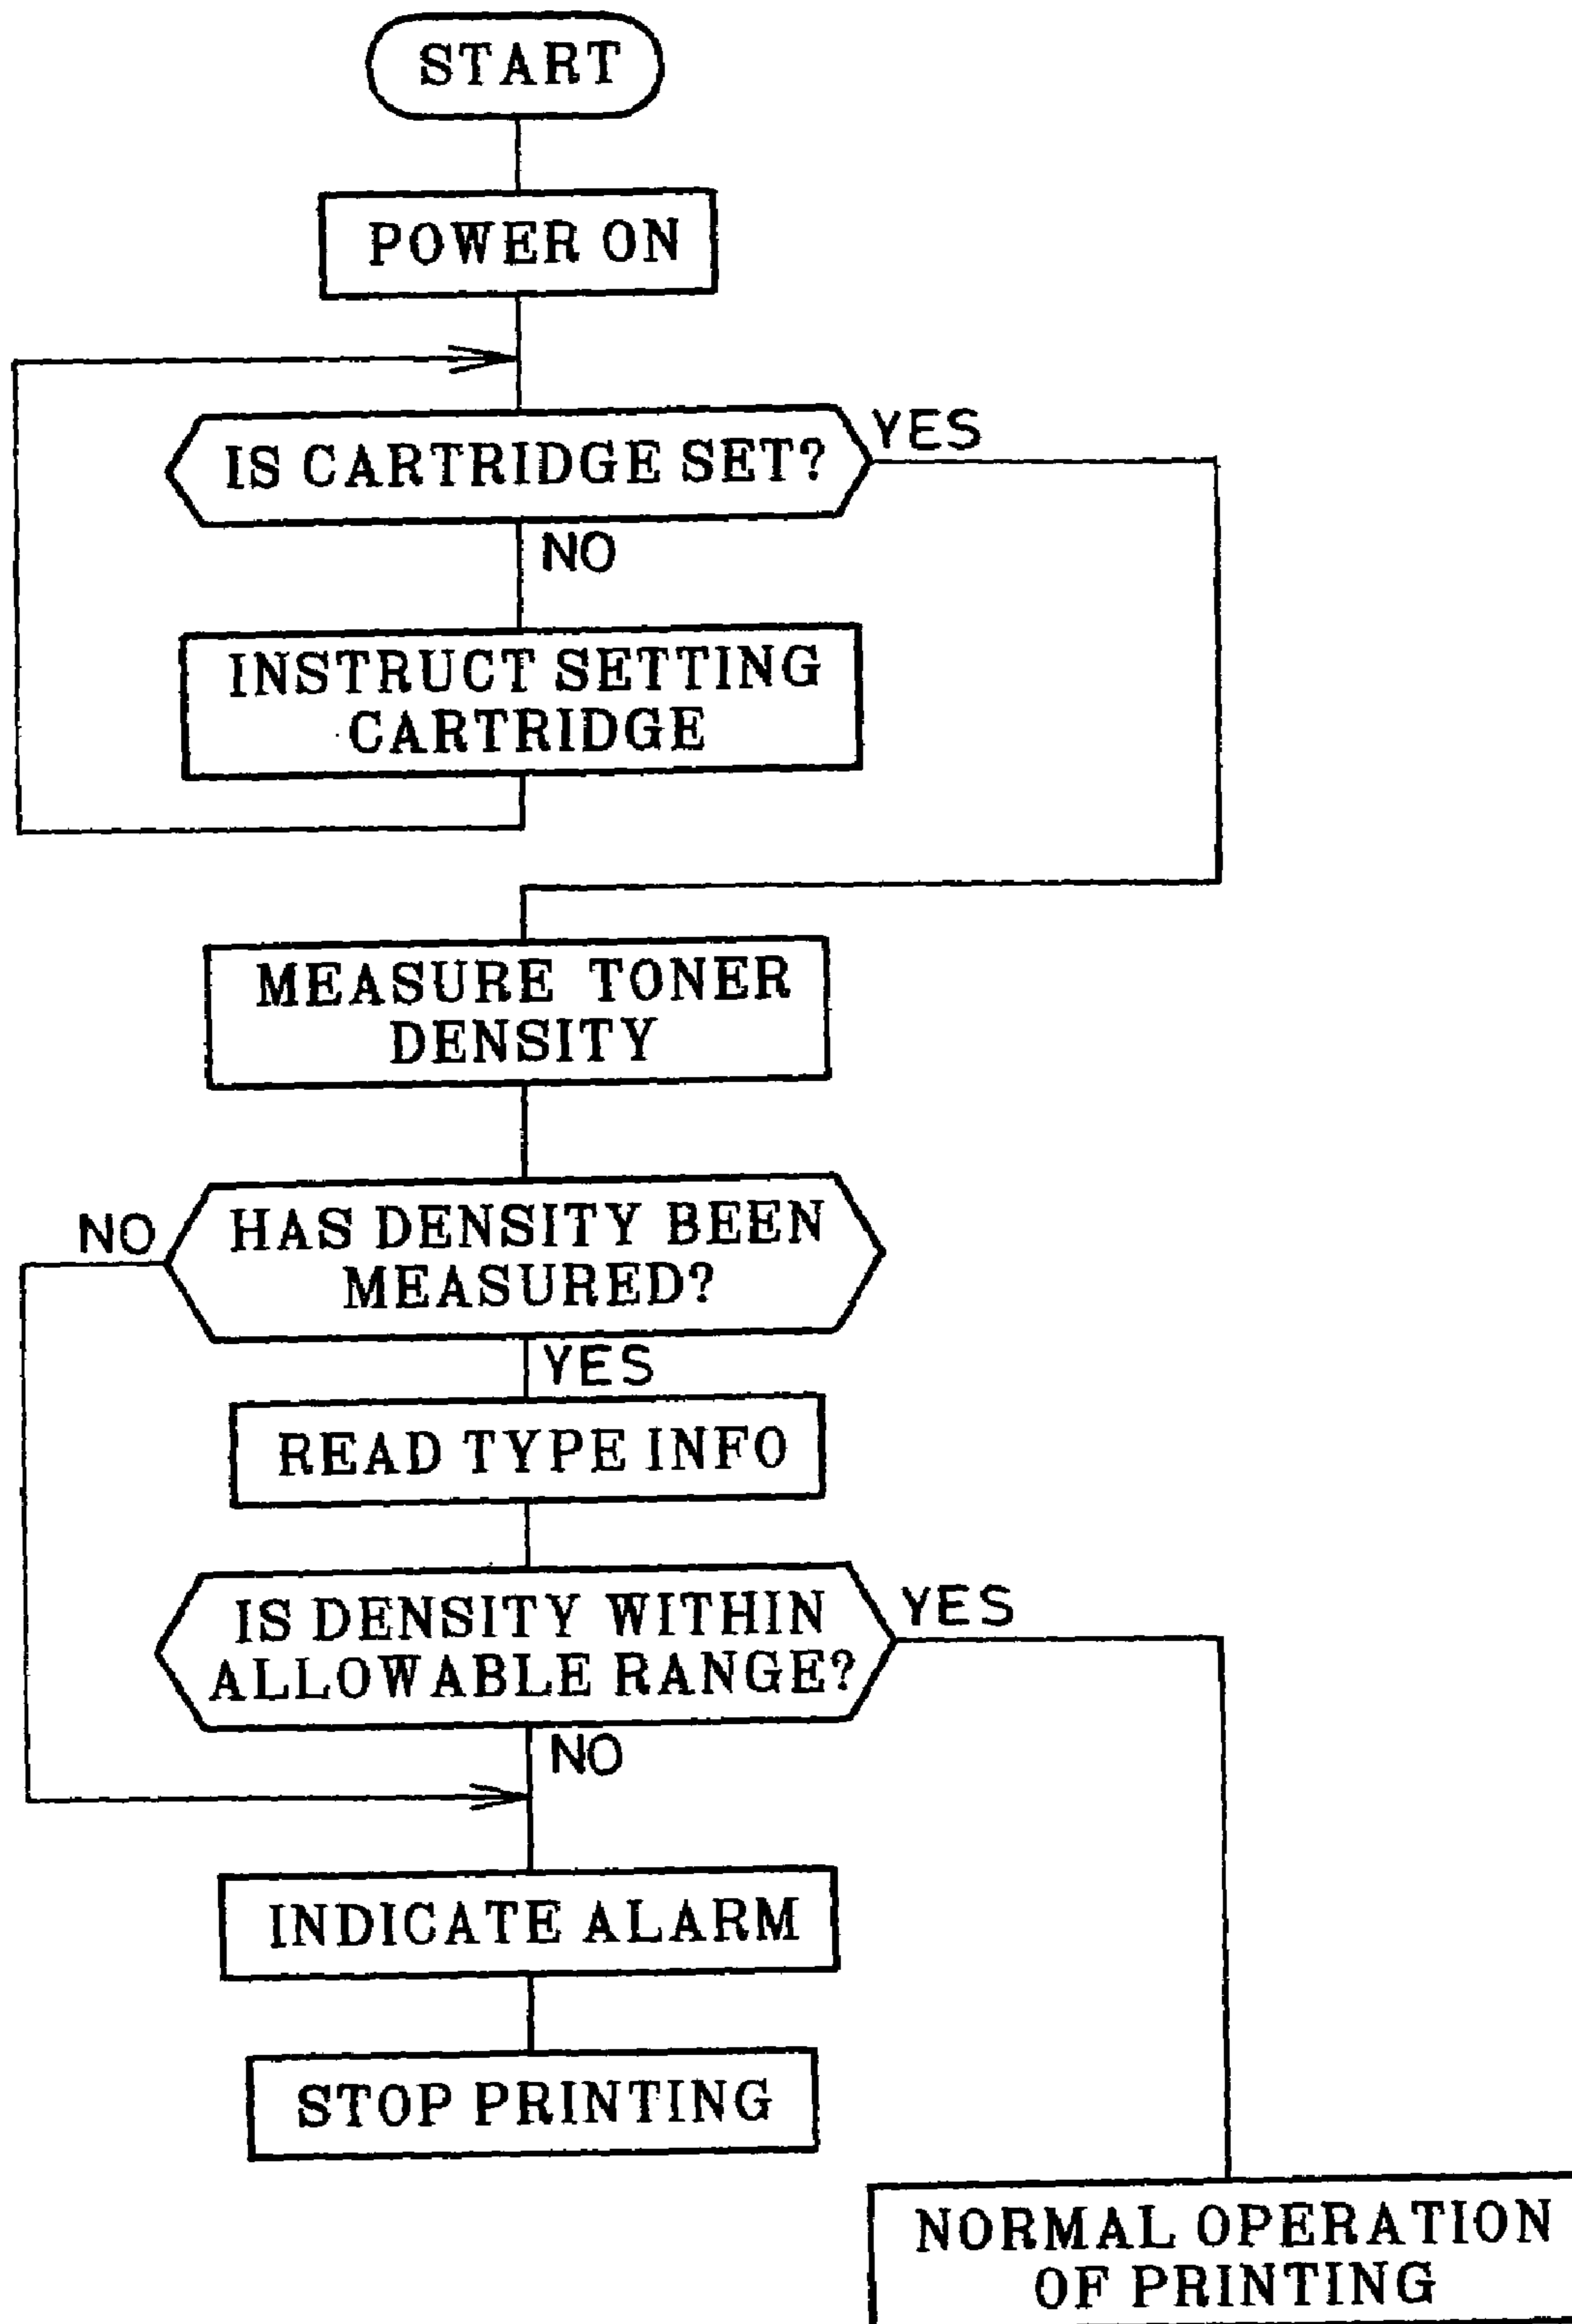 START
POWER ON
IS CARTRIDGE SET?
YES
NO
INSTRUCT SETTING
CARTRIDGE
MEASURE TONER
DENSITY
NO
HAS DENSITY BEEN
MEASURED?
YES
READ TYPE INFO
IS DENSITY WITHIN
ALLOWABLE RANGE?
YES
NO
INDICATE ALARM
STOP PRINTING
NORMAL OPERATION
OF PRINTING